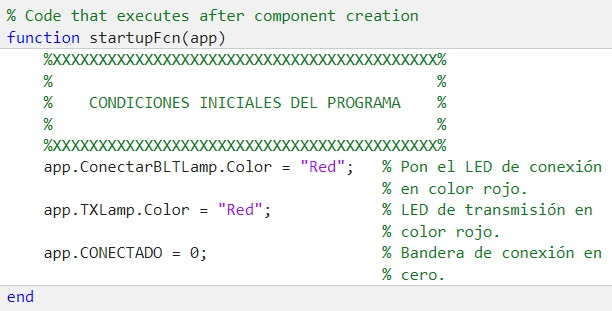 % Code that executes after component creation
function startupFcn(app)
%XXXXXXXXXXXXXXXXXXXXXXXXXXXXXXXXXXXXXXXXXX%
% %
% CONDICIONES INICIALES DEL PROGRAMA %
% %
%XXXXXXXXXXXXXXXXXXXXXXXXXXXXXXXXXXXXXXXXXX%
app.ConectarBLTLamp.Color = "Red"; % Pon el LED de conexión
% en color rojo.
app.TXLamp.Color = "Red"; % LED de transmisión en
% color rojo.
app.CONECTADO = 0; % Bandera de conexión en
% cero.
end